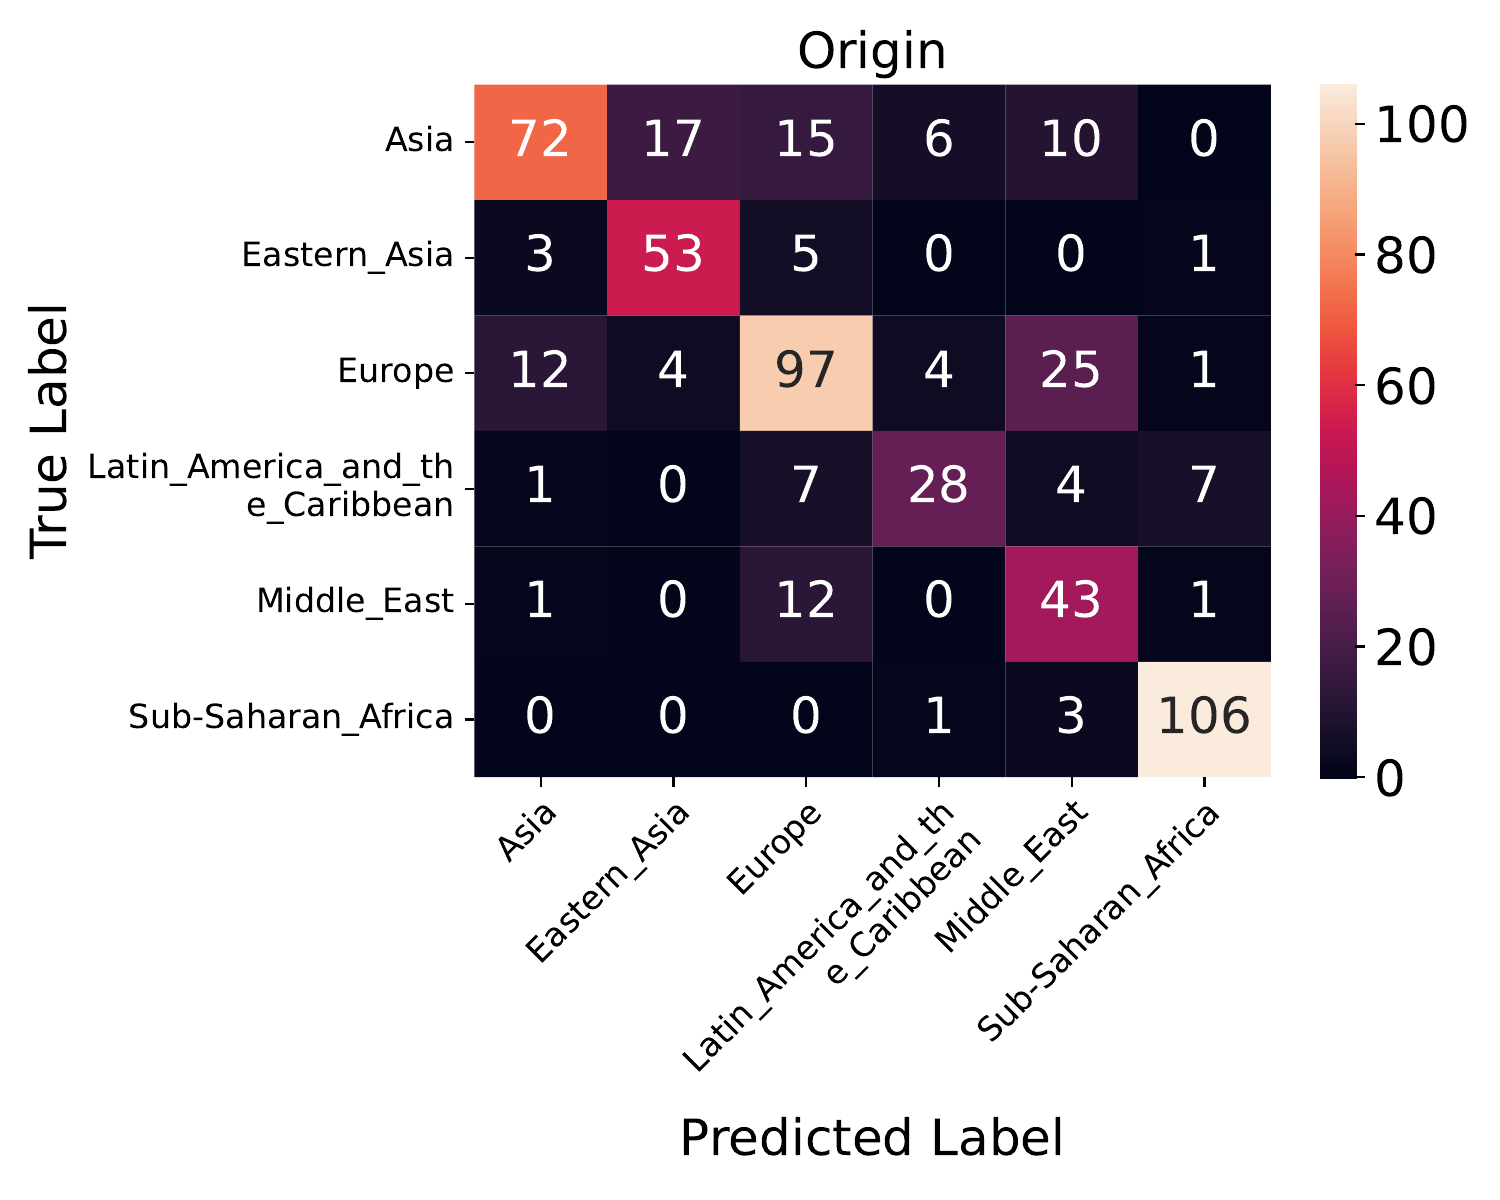 Origin
True Label
Asia 72 17 15 6 10 0
Eastern_Asia 3 53 5 0 0 1
Europe 12 4 97 4 25 1
Latin_America_and_th
e_Caribbean 1 0 7 28 4 7
Middle_East 1 0 12 0 43 1
Sub-Saharan_Africa 0 0 0 1 3 106
Asia
Eastern_Asia
Europe
Latin_America_and_th
e_Caribbean
Middle_East
Sub-Saharan_Africa
Predicted Label
100
80
60
40
20
0